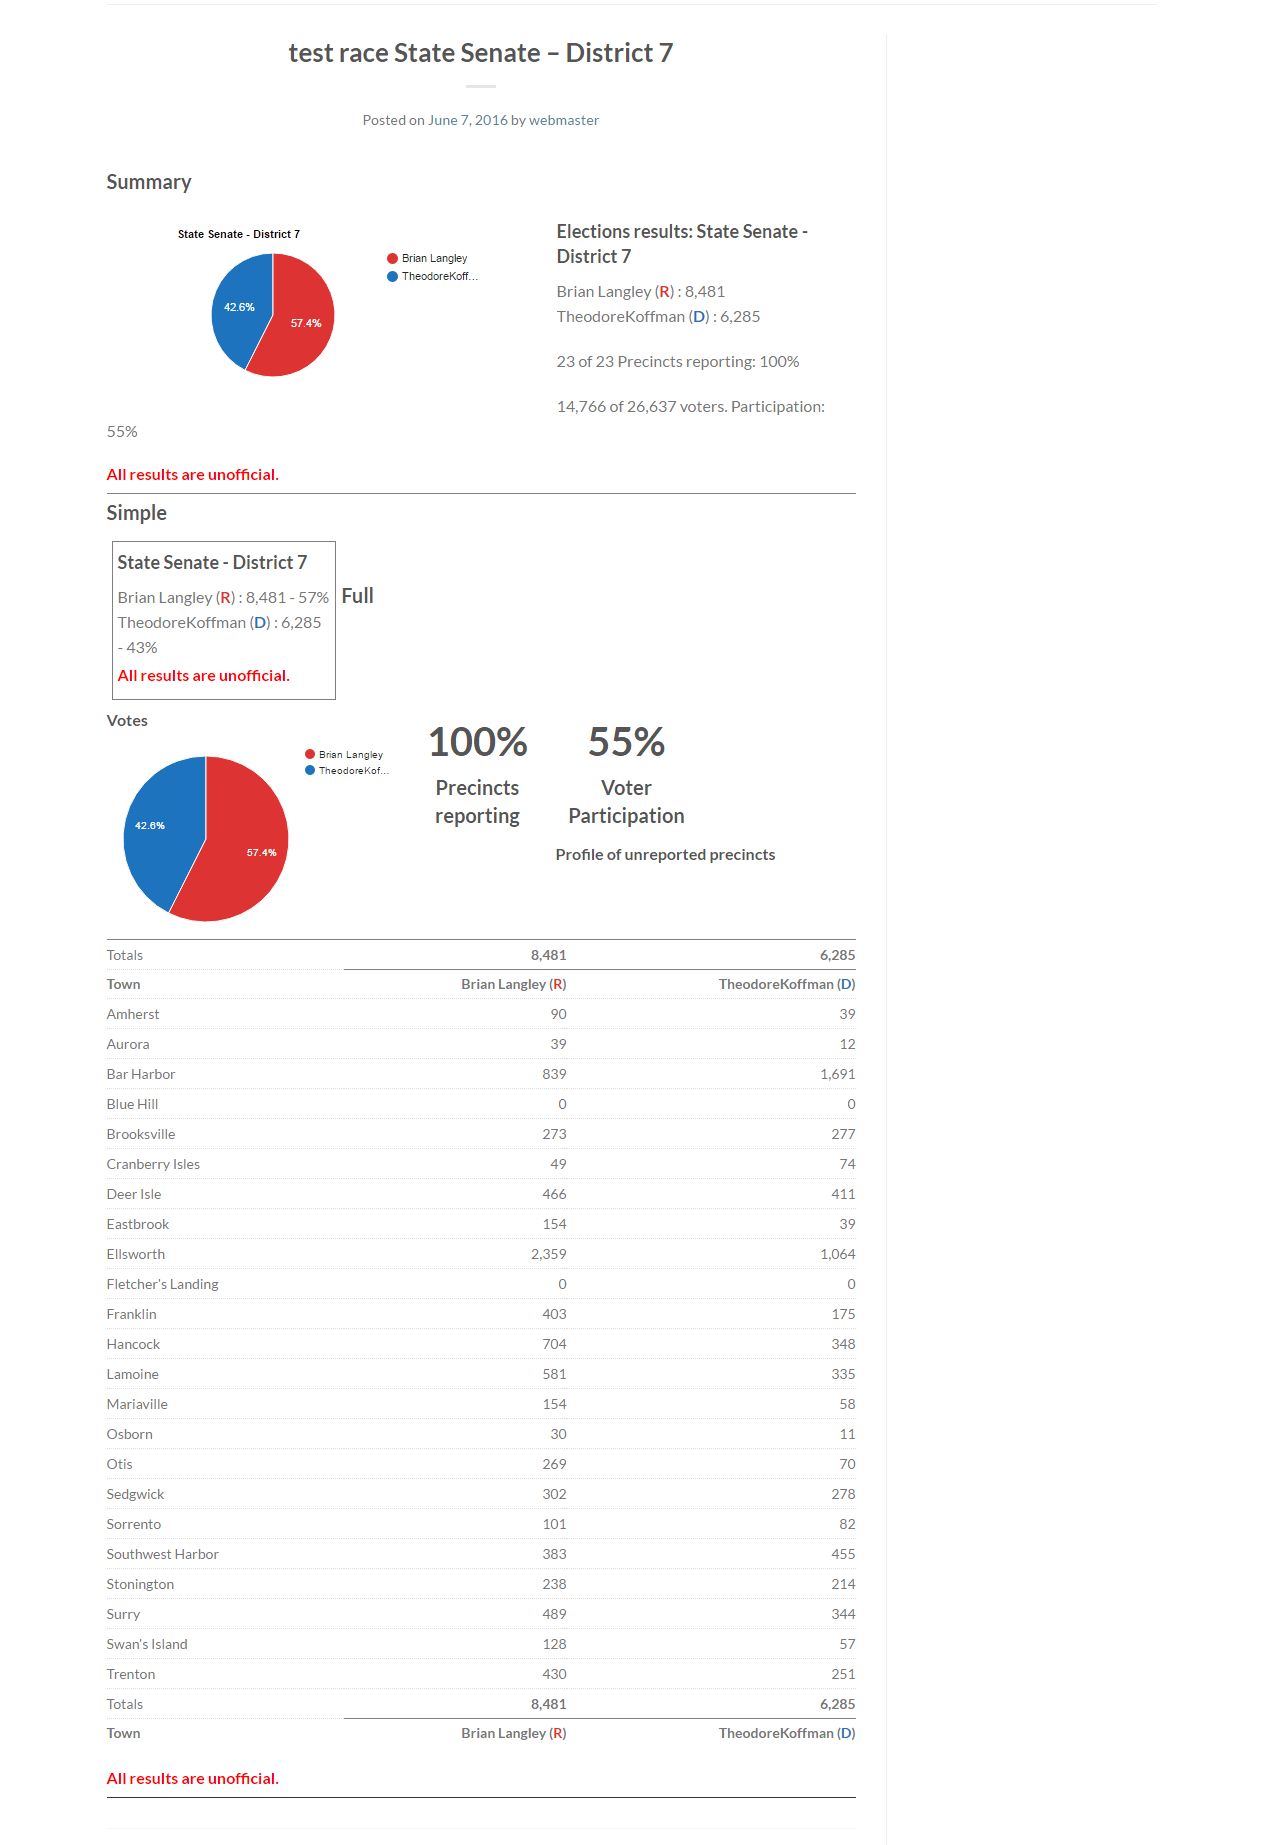 test race State Senate – District 7
Posted on June 7, 2016 by webmaster
Summary
State Senate - District 7
Brian Langley
TheodoreKoff...
42.6%
57.4%
Elections results: State Senate -
District 7
Brian Langley (R) : 8,481
TheodoreKoffman (D) : 6,285
23 of 23 Precincts reporting: 100%
14,766 of 26,637 voters. Participation:
55%
All results are unofficial.
Simple
State Senate - District 7
Brian Langley (R) : 8,481 - 57%
TheodoreKoffman (D) : 6,285
- 43%
All results are unofficial.
Full
Votes
Brian Langley
TheodoreKof...
42.6%
57.4%
100%
Precincts
reporting
55%
Voter
Participation
Profile of unreported precincts
Totals 8,481 6,285
Town Brian Langley (R) TheodoreKoffman (D)
Amherst 90 39
Aurora 39 12
Bar Harbor 839 1,691
Blue Hill 0 0
Brooksville 273 277
Cranberry Isles 49 74
Deer Isle 466 411
Eastbrook 154 39
Ellsworth 2,359 1,064
Fletcher's Landing 0 0
Franklin 403 175
Hancock 704 348
Lamoine 581 335
Mariaville 154 58
Osborn 30 11
Otis 269 70
Sedgwick 302 278
Sorrento 101 82
Southwest Harbor 383 455
Stonington 238 214
Surry 489 344
Swan's Island 128 57
Trenton 430 251
Totals 8,481 6,285
Town Brian Langley (R) TheodoreKoffman (D)
All results are unofficial.